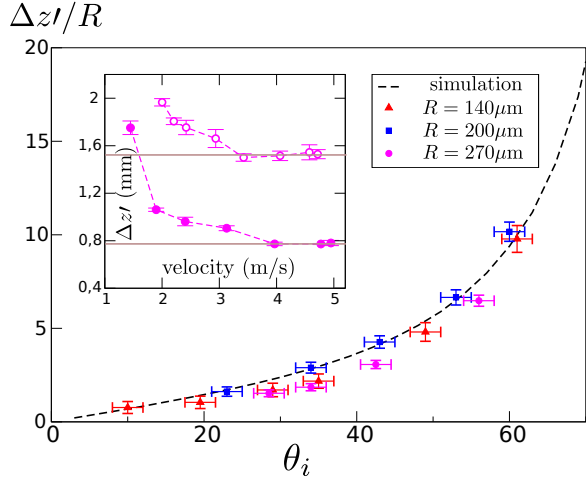 Δz′/R
20
15
10
5
0
20
40
60
θi
simulation
R = 140μm
R = 200μm
R = 270μm
2
1,6
1,2
0,8
0,4
Δz′ (mm)
velocity (m/s)
1
2
3
4
5